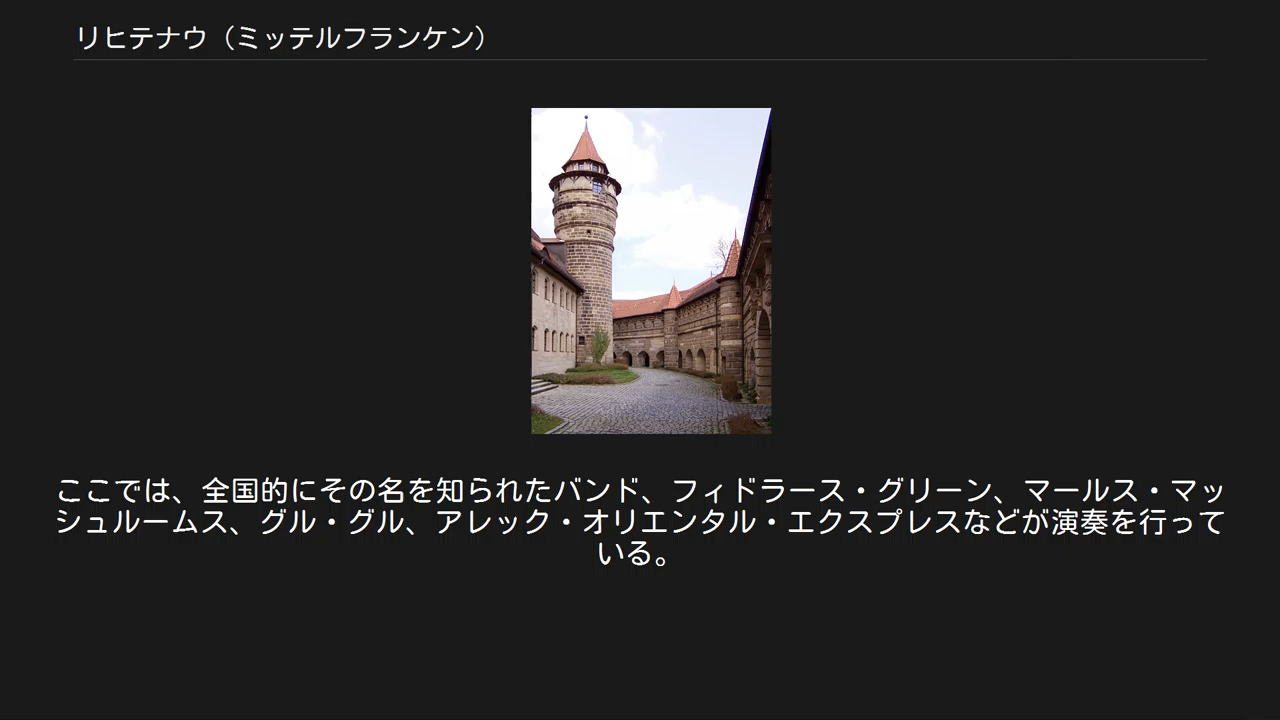 リヒテナウ（ミッテルフランケン）
ここでは、全国的にその名を知られたバンド、フィドラース・グリーン、マールス・マッ
シュルームス、グル・グル、アレック・オリエンタル・エクスプレスなどが演奏を行って
いる。